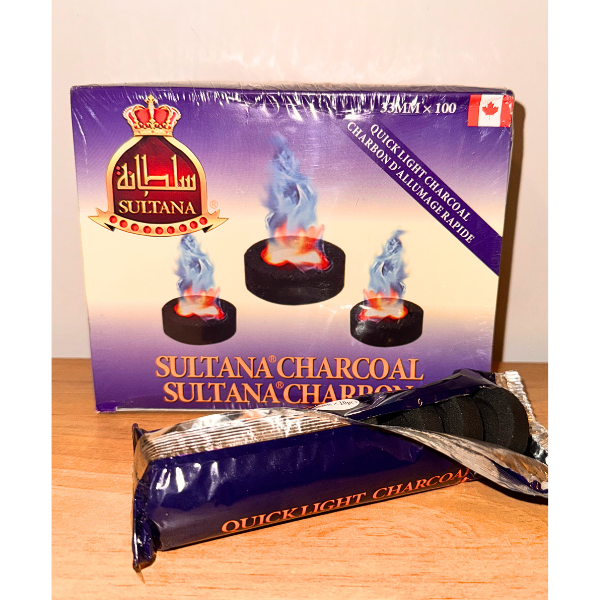 33MM × 100
QUICK LIGHT CHARCOAL
CHARBON D'ALLUMAGE RAPIDE
سلطانة
SULTANA ®
SULTANA® CHARCOAL
SULTANA® CHARBON
QUICK LIGHT CHARCOAL